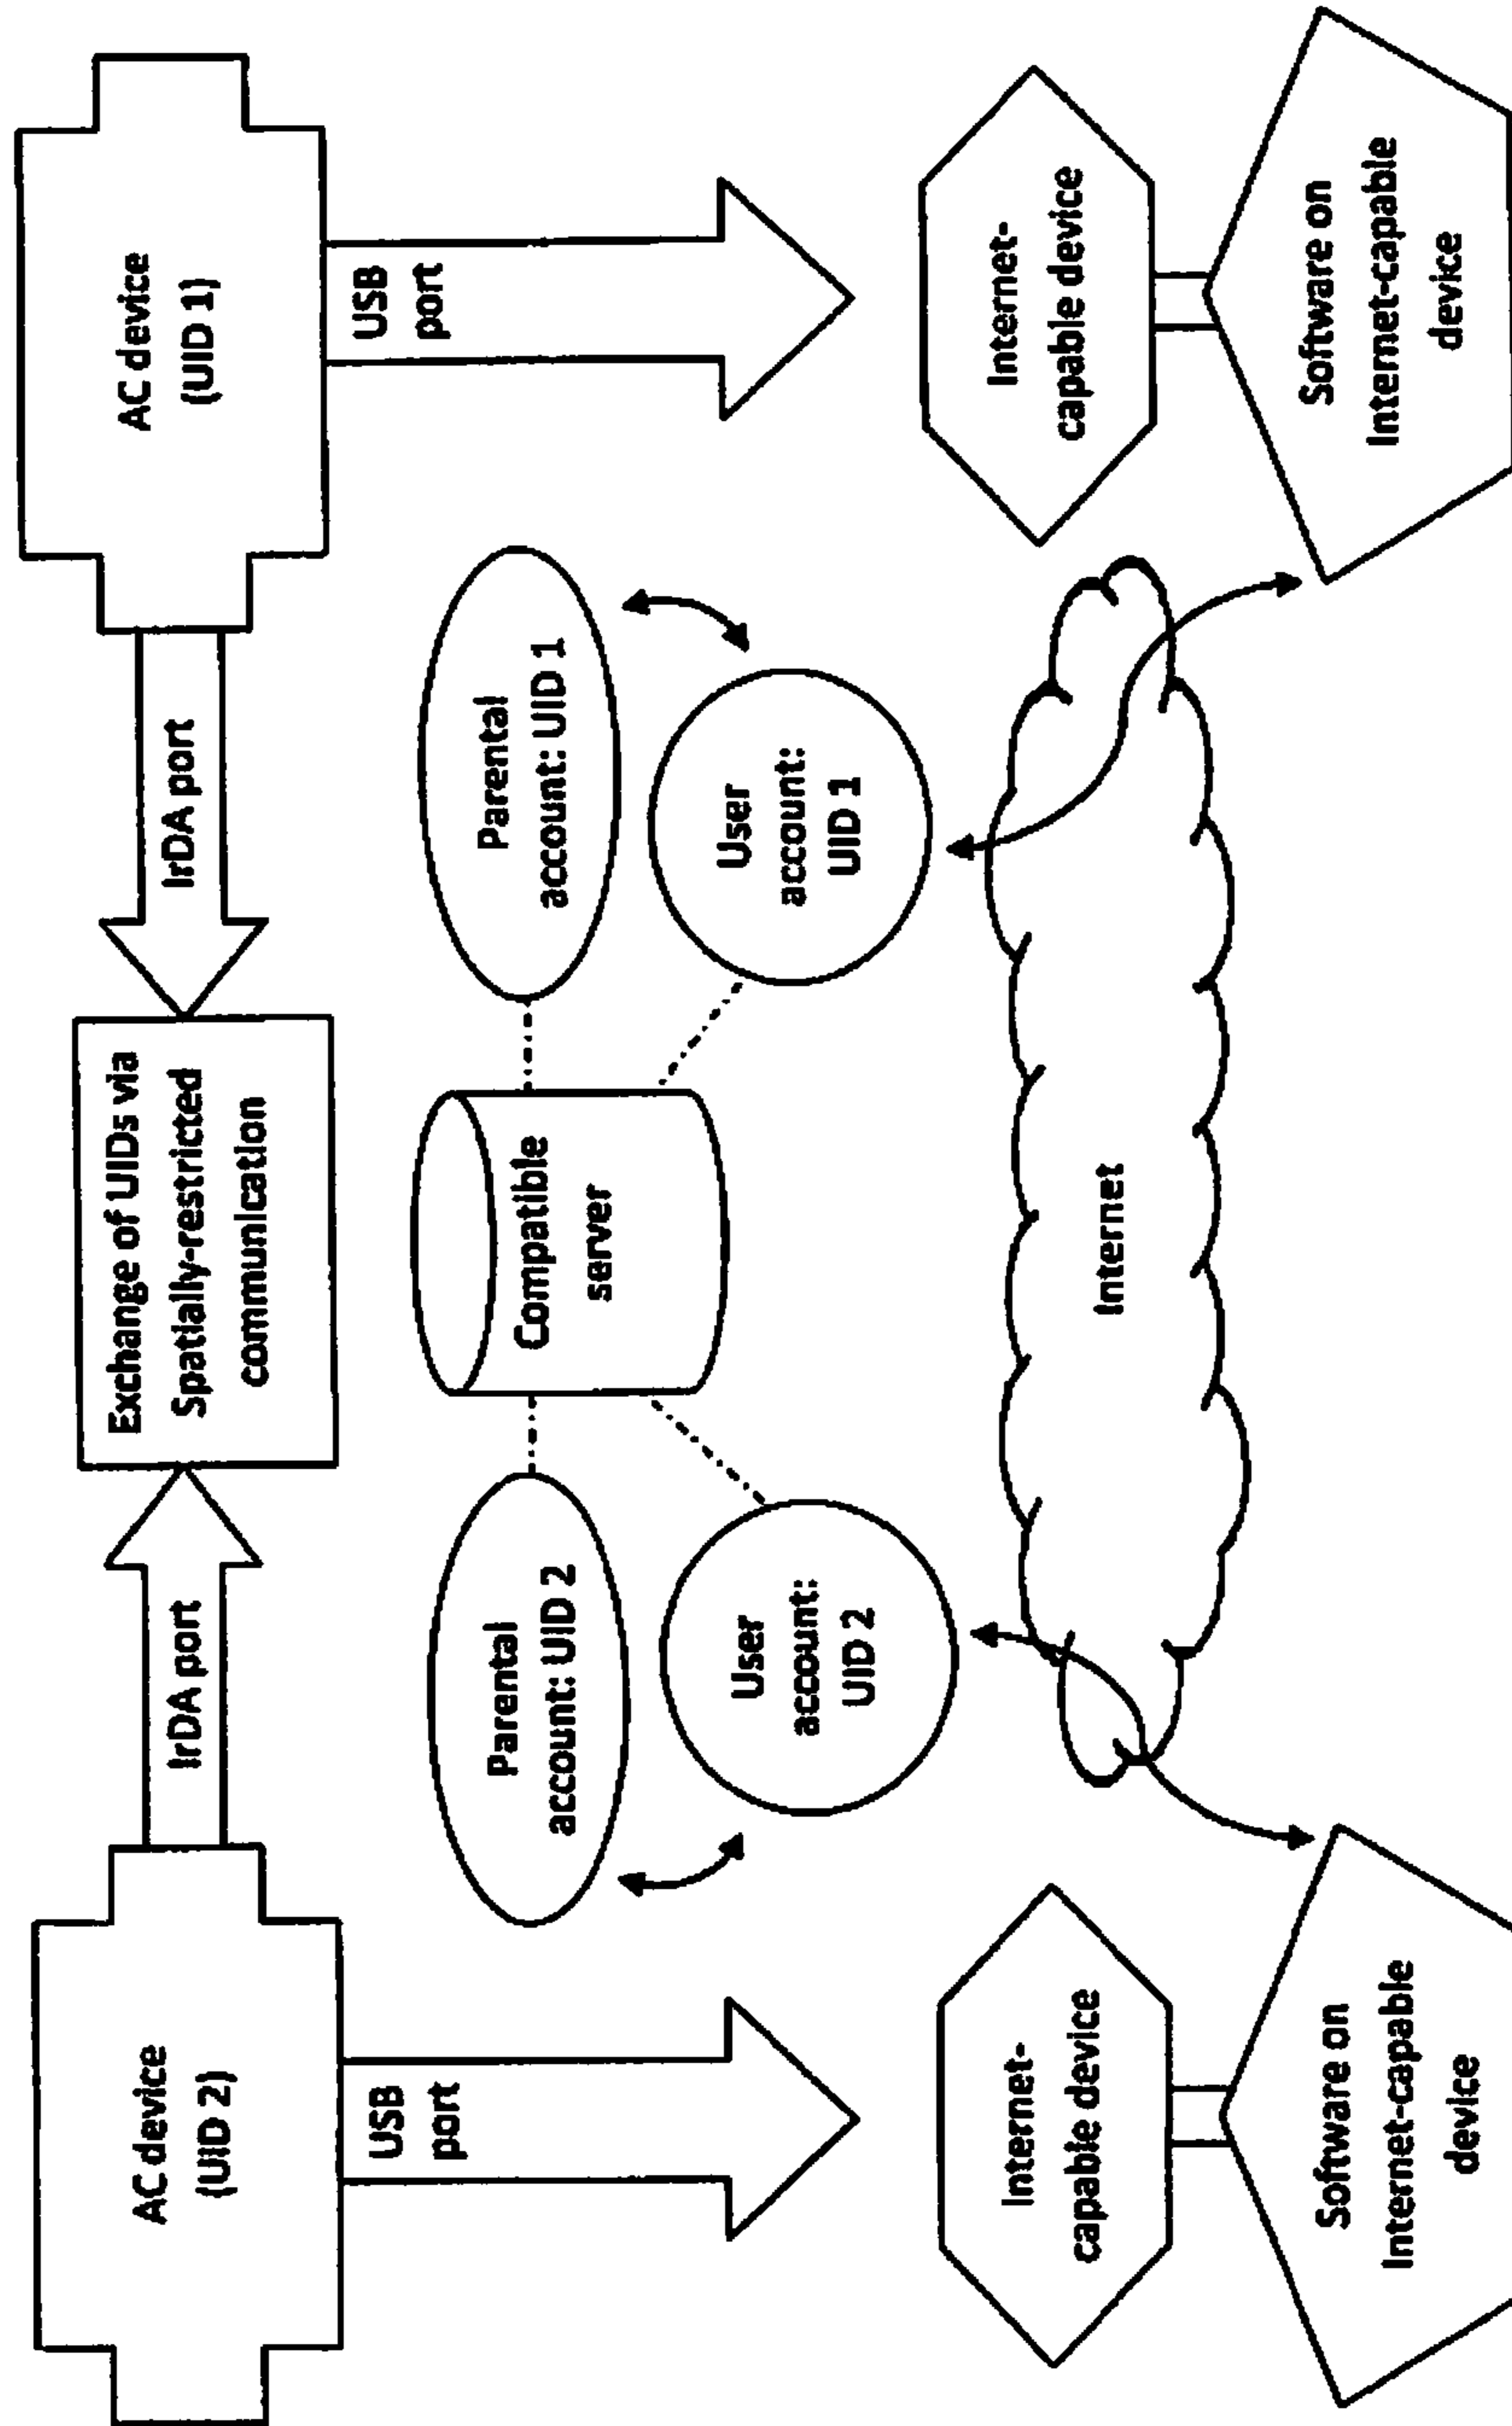 AC device
(UID 2)
IrDA port
Exchange of UIDs via
Spatially-restricted
communication
IrDA port
AC device
(UID 1)
USB
port
Parental
account: UID 2
Compatible
server
Parental
account: UID 1
USB
port
User
account:
UID 2
User
account:
UID 1
Internet-
capable device
Internet
Internet-
capable device
Software on
Internet-capable
device
Software on
Internet-capable
device